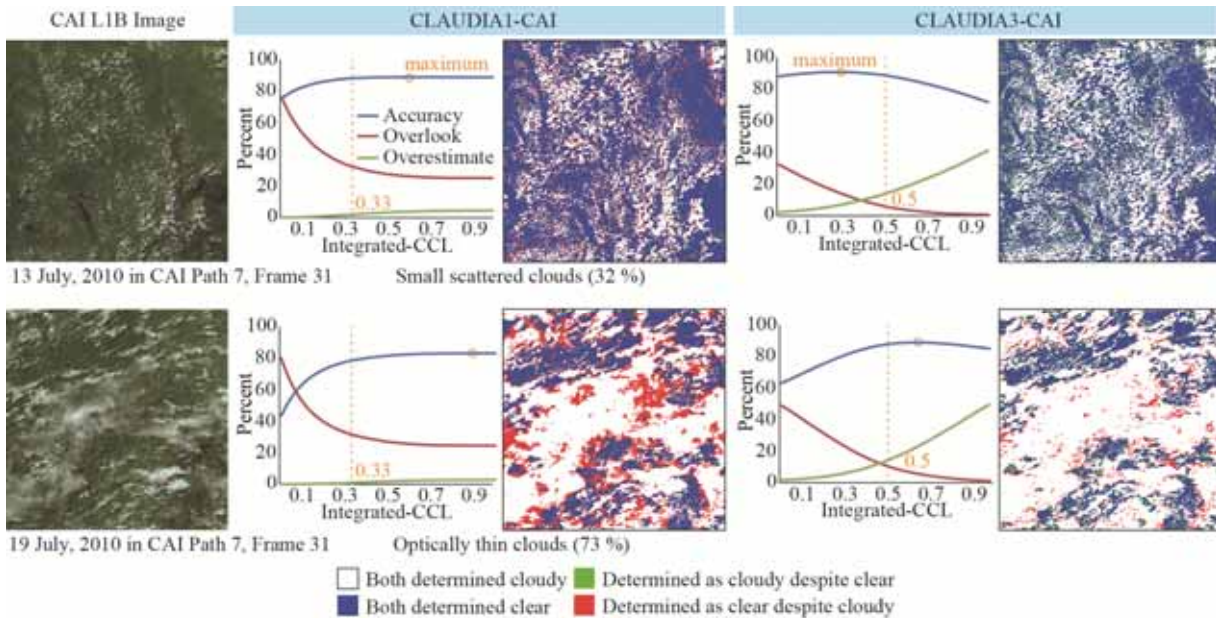 CAI L1B Image
CLAUDIA1-CAI
CLAUDIA3-CAI
100
80
60
40
20
0
Percent
maximum
Accuracy
Overlook
Overestimate
0.33
0.1 0.3 0.5 0.7 0.9
Integrated-CCL
100
80
60
40
20
0
Percent
maximum
0.5
0.1 0.3 0.5 0.7 0.9
Integrated-CCL
13 July, 2010 in CAI Path 7, Frame 31
Small scattered clouds (32 %)
100
80
60
40
20
0
Percent
0.33
0.1 0.3 0.5 0.7 0.9
Integrated-CCL
100
80
60
40
20
0
Percent
0.5
0.1 0.3 0.5 0.7 0.9
Integrated-CCL
19 July, 2010 in CAI Path 7, Frame 31
Optically thin clouds (73 %)
Both determined cloudy
Determined as cloudy despite clear
Both determined clear
Determined as clear despite cloudy